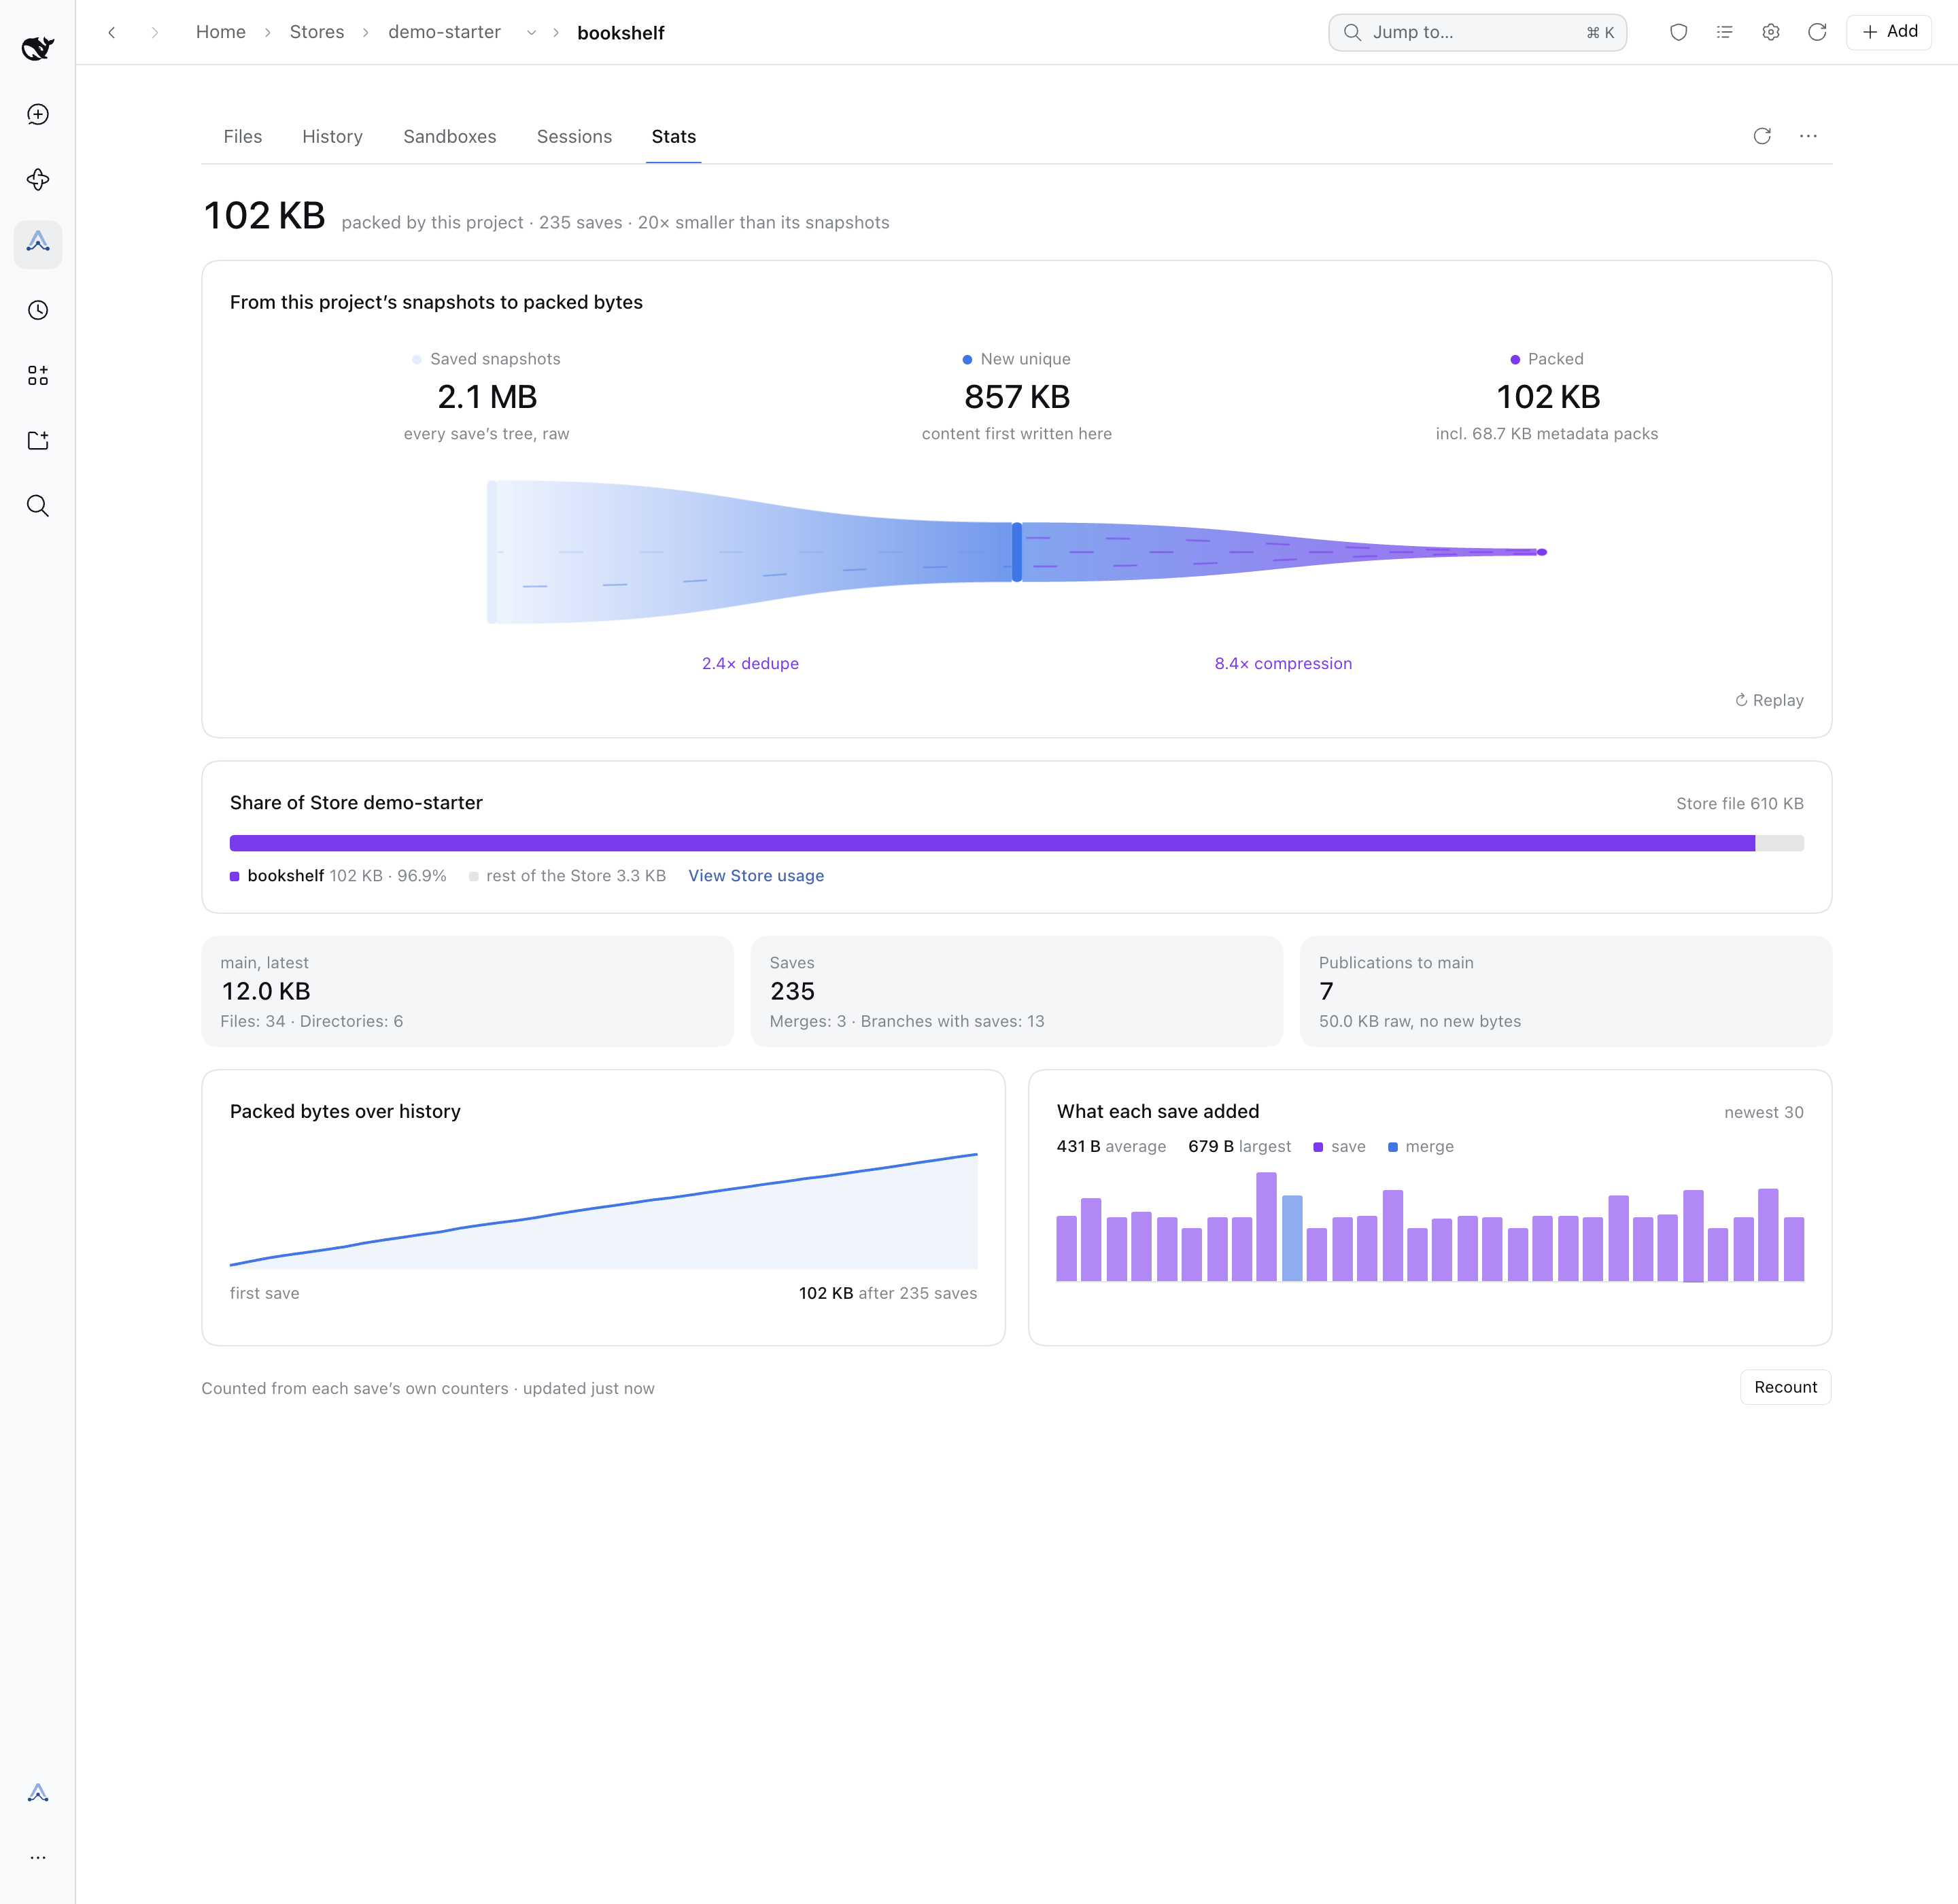 Home › Stores › demo-starter › bookshelf
Jump to... ⌘ K
+ Add
Files History Sandboxes Sessions Stats
102 KB packed by this project · 235 saves · 20× smaller than its snapshots
From this project’s snapshots to packed bytes
Saved snapshots
2.1 MB
every save’s tree, raw
New unique
857 KB
content first written here
Packed
102 KB
incl. 68.7 KB metadata packs
2.4× dedupe
8.4× compression
Replay
Share of Store demo-starter
Store file 610 KB
bookshelf 102 KB · 96.9% rest of the Store 3.3 KB View Store usage
main, latest
12.0 KB
Files: 34 · Directories: 6
Saves
235
Merges: 3 · Branches with saves: 13
Publications to main
7
50.0 KB raw, no new bytes
Packed bytes over history
first save
102 KB after 235 saves
What each save added
newest 30
431 B average 679 B largest save merge
Counted from each save’s own counters · updated just now
Recount